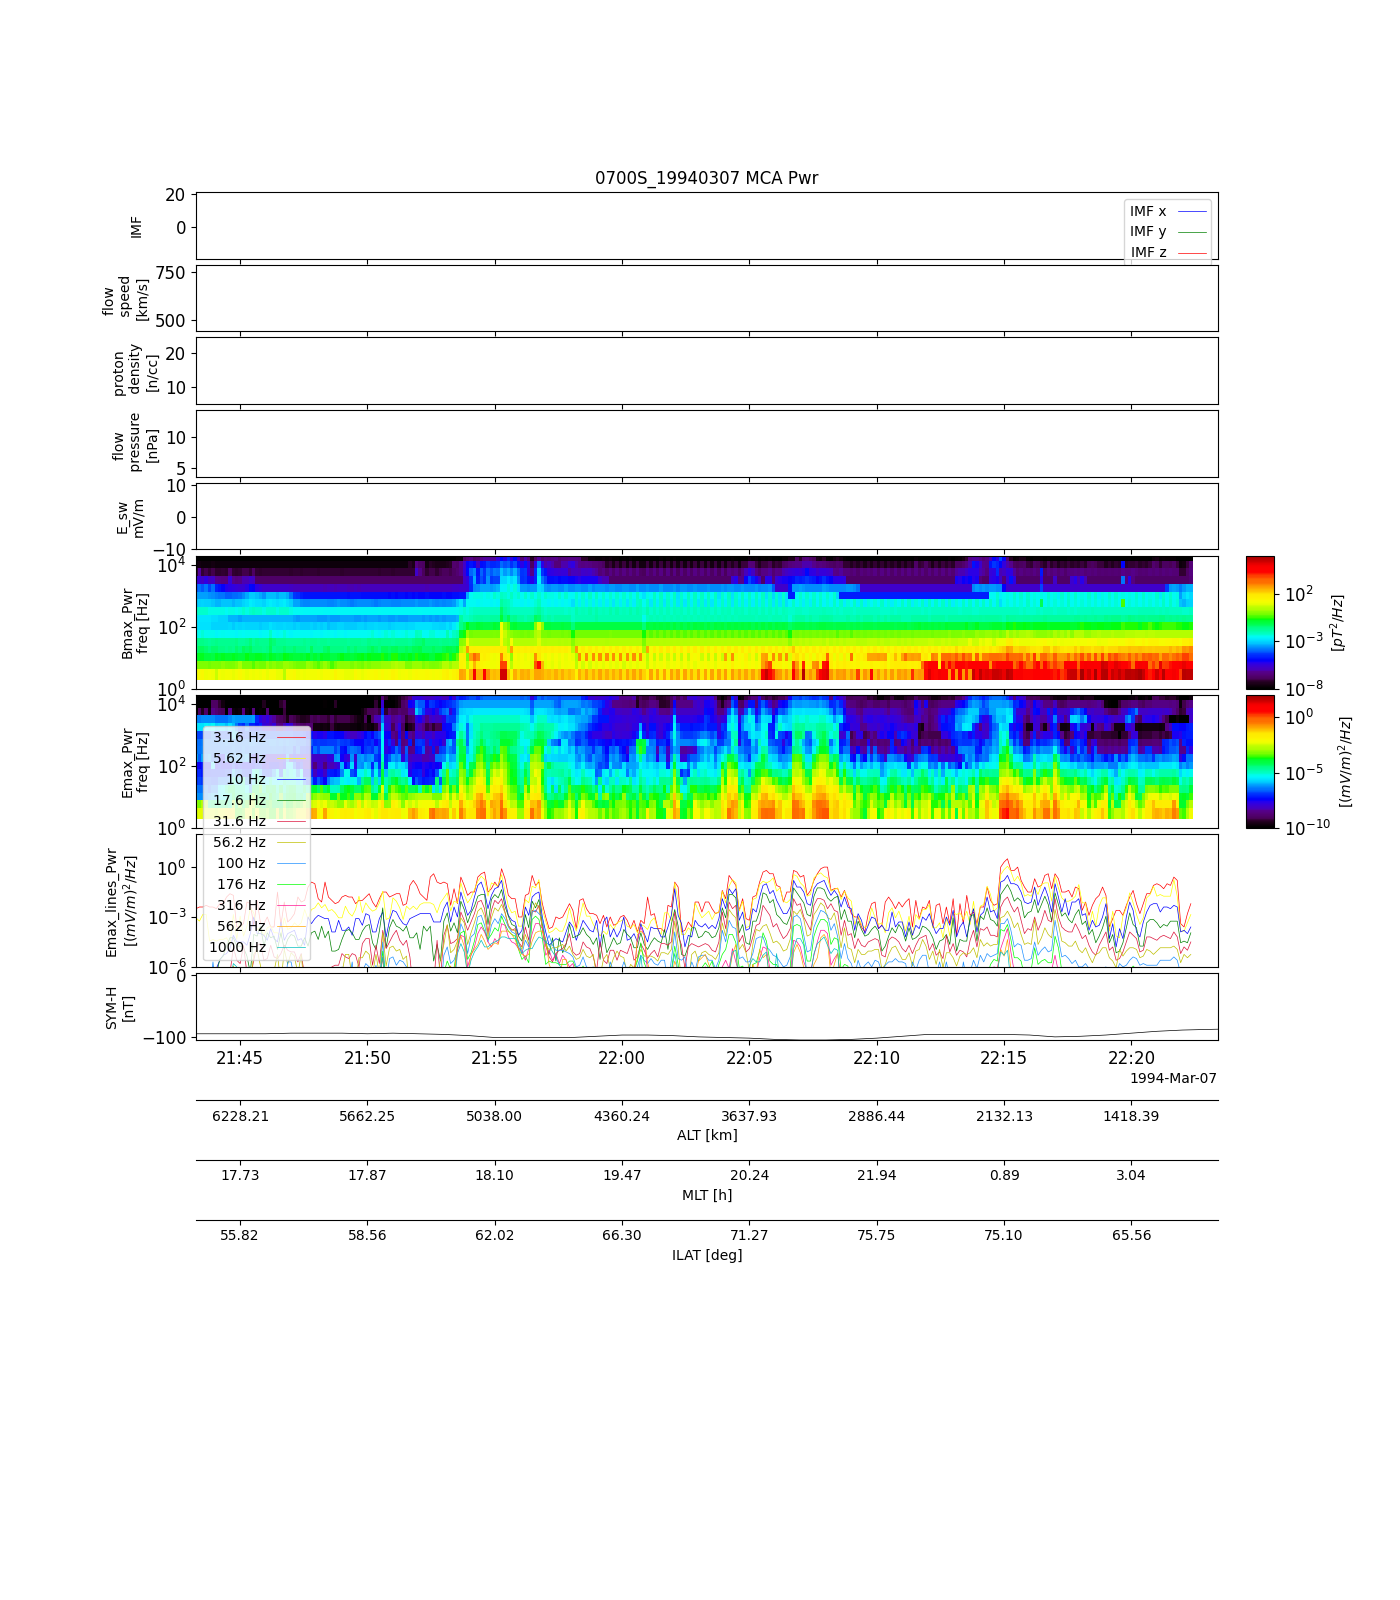 0700S_19940307 MCA Pwr
20
0
IMF
IMF x
IMF y
IMF z
750
500
flow
speed
[km/s]
20
10
proton
density
[n/cc]
10
5
flow
pressure
[nPa]
10
0
−10
E_sw
mV/m
10^4
10^2
10^0
Bmax_Pwr
freq [Hz]
10^2
10^−3
10^−8
[pT^2/Hz]
10^4
10^2
10^0
Emax_Pwr
freq [Hz]
10^0
10^−5
10^−10
[(mV/m)^2/Hz]
3.16 Hz
5.62 Hz
10 Hz
17.6 Hz
31.6 Hz
56.2 Hz
100 Hz
176 Hz
316 Hz
562 Hz
1000 Hz
10^0
10^−3
10^−6
Emax_lines_Pwr
[(mV/m)^2/Hz]
0
−100
SYM-H
[nT]
21:45 21:50 21:55 22:00 22:05 22:10 22:15 22:20
1994-Mar-07
6228.21 5662.25 5038.00 4360.24 3637.93 2886.44 2132.13 1418.39
ALT [km]
17.73 17.87 18.10 19.47 20.24 21.94 0.89 3.04
MLT [h]
55.82 58.56 62.02 66.30 71.27 75.75 75.10 65.56
ILAT [deg]